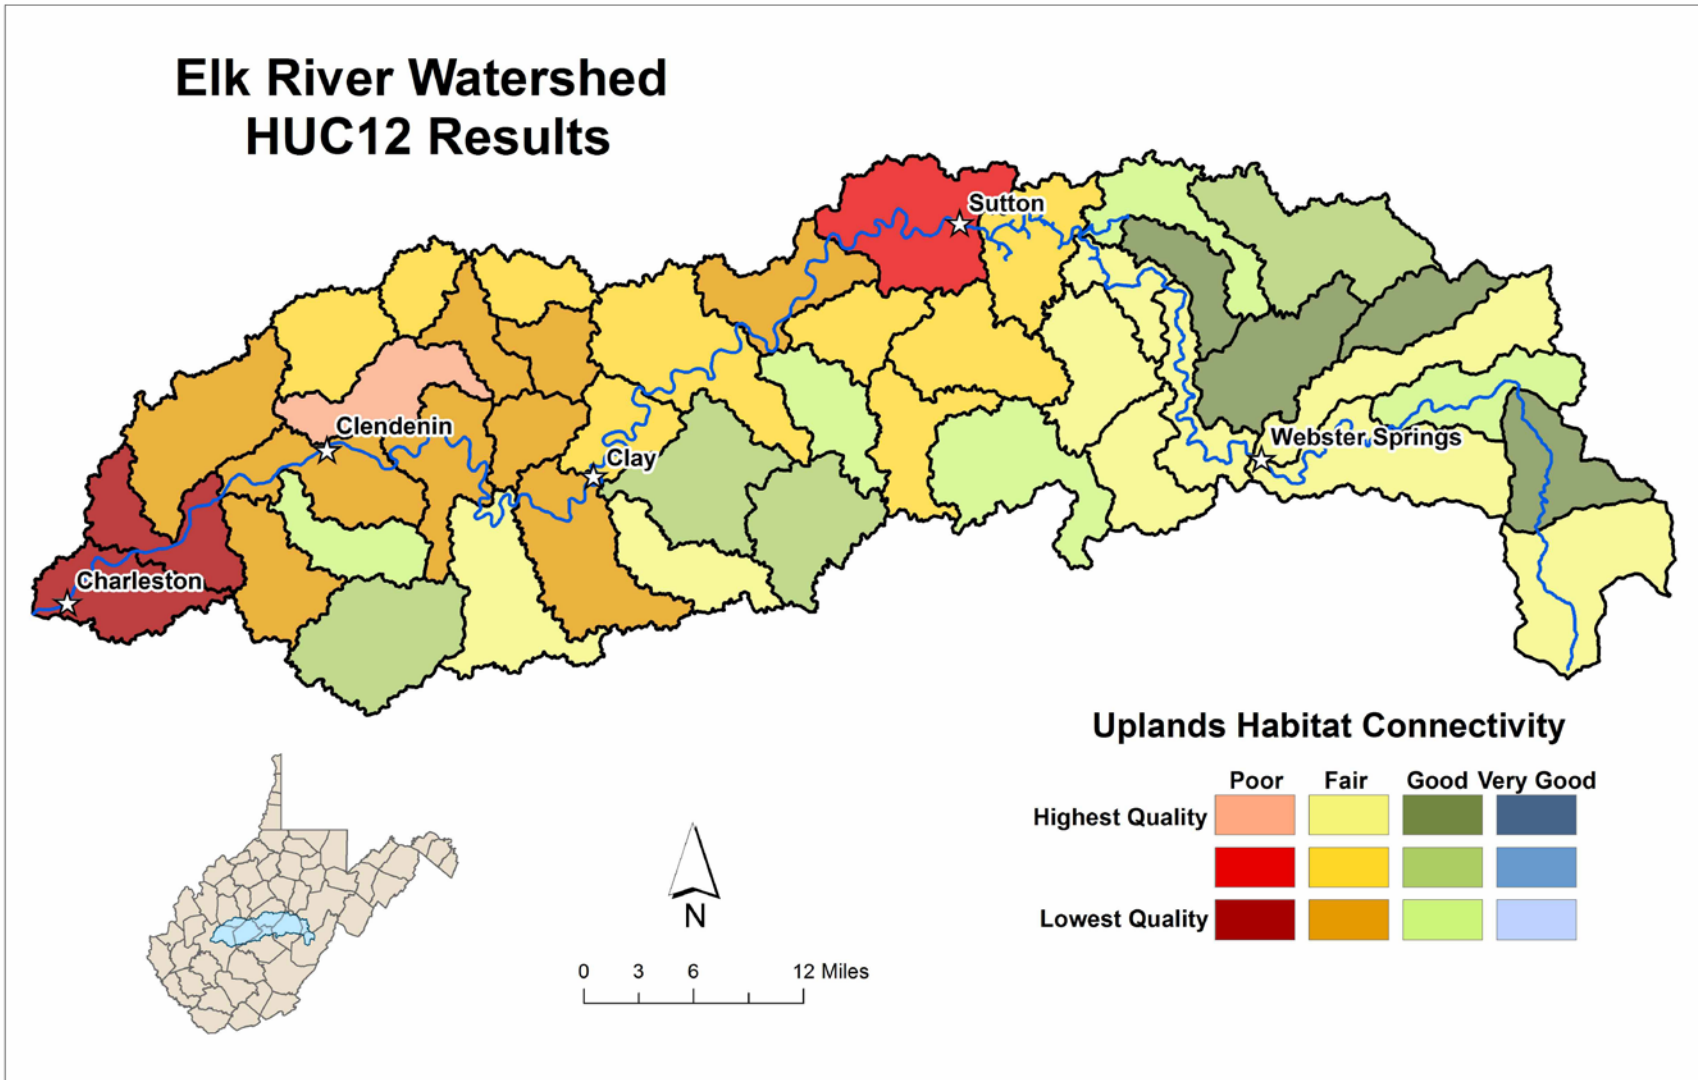 Elk River Watershed
HUC12 Results
Sutton
Clendenin
Clay
Webster Springs
Charleston
Uplands Habitat Connectivity
Poor Fair Good Very Good
Highest Quality
Lowest Quality
N
0 3 6 12 Miles